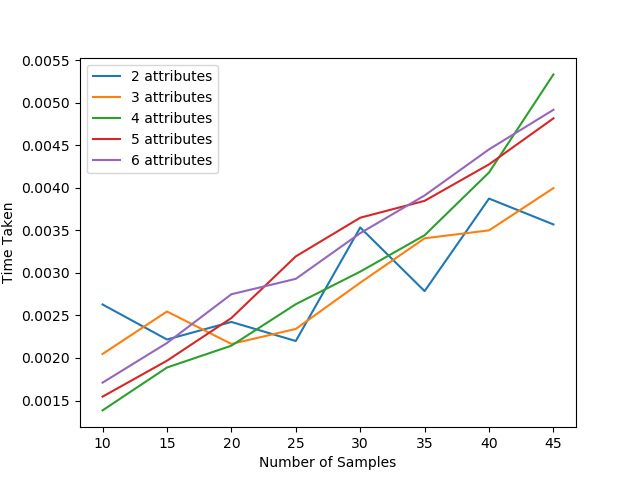 0.0055
0.0050
0.0045
0.0040
0.0035
0.0030
0.0025
0.0020
0.0015
Time Taken
2 attributes
3 attributes
4 attributes
5 attributes
6 attributes
10 15 20 25 30 35 40 45
Number of Samples